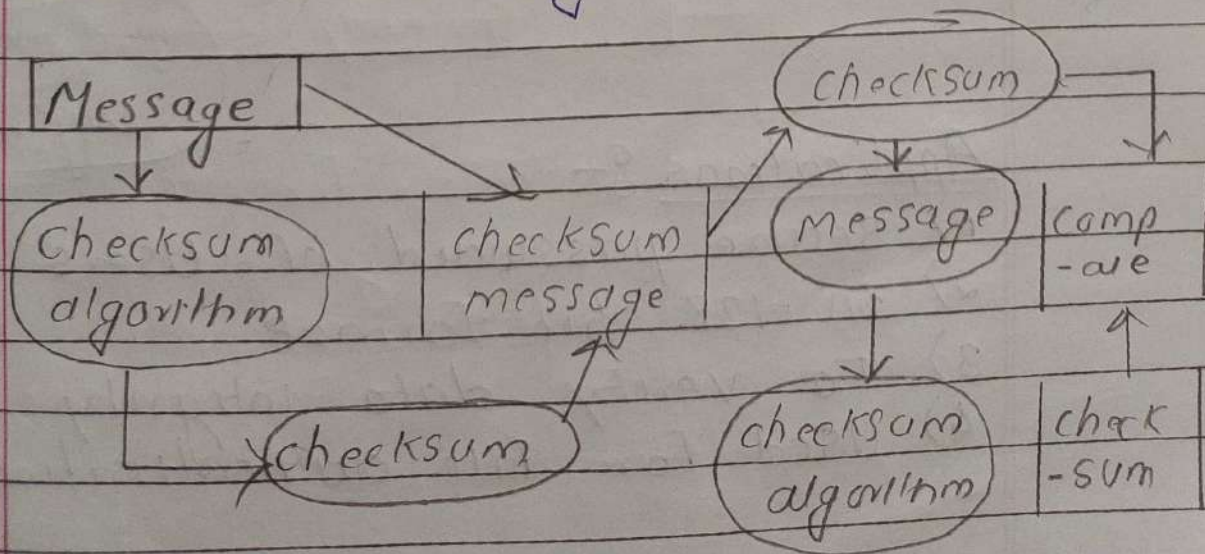 Message
Checksum
algorithm
checksum
checksum
message
checksum
message
checksum
algorithm
comp
-are
check
-sum